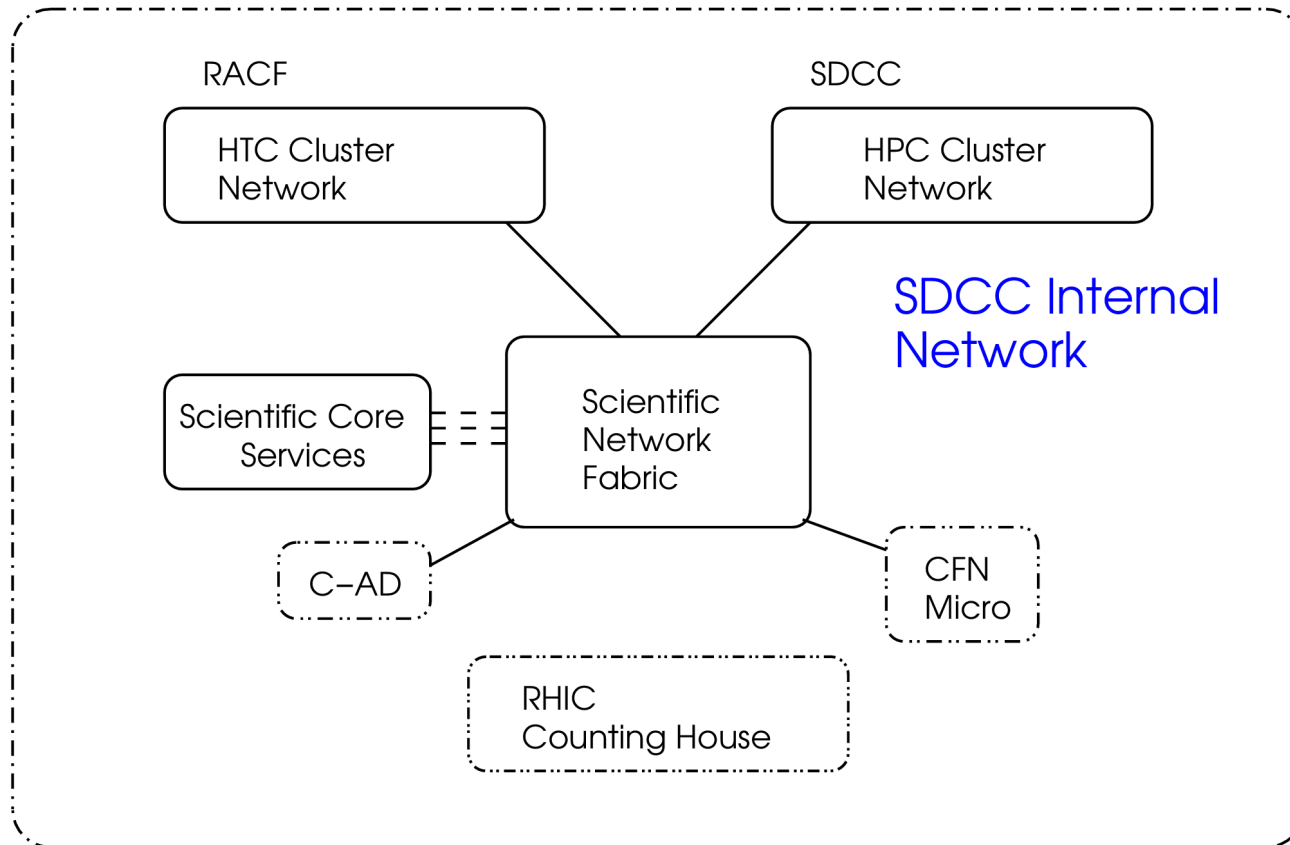 RACF
SDCC
HTC Cluster
Network
HPC Cluster
Network
SDCC Internal
Network
Scientific Core
Services
Scientific
Network
Fabric
C–AD
CFN
Micro
RHIC
Counting House